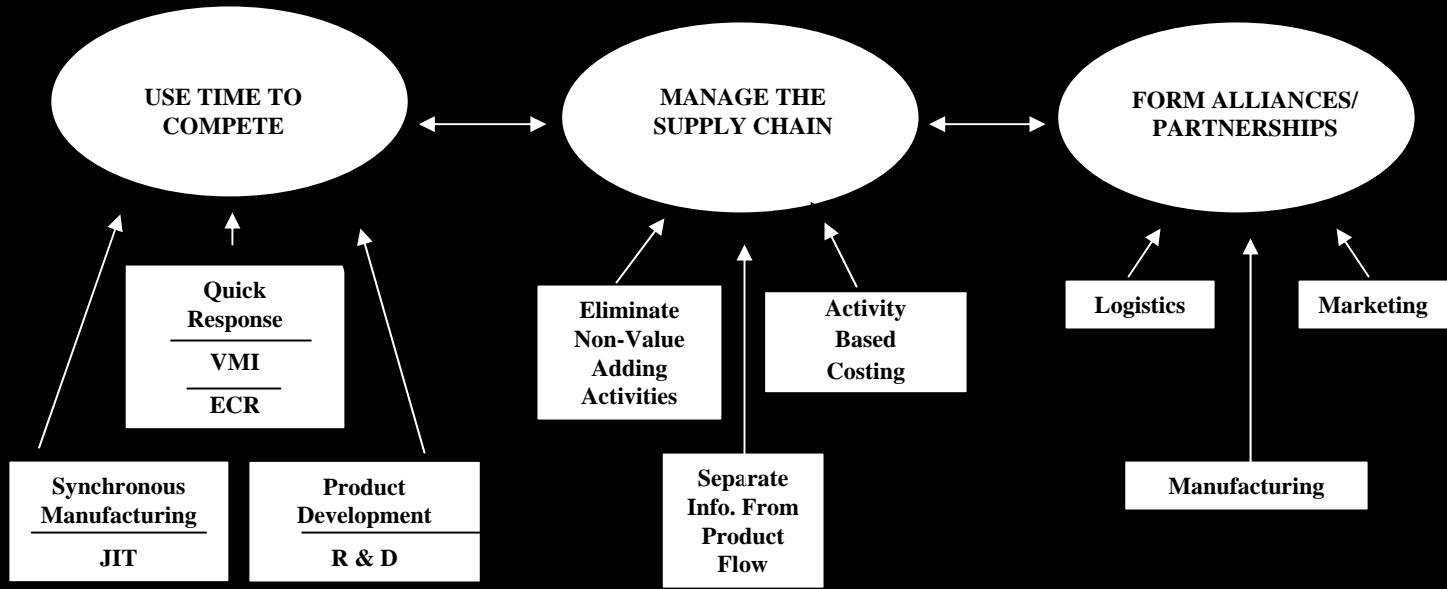 USE TIME TO
COMPETE
MANAGE THE
SUPPLY CHAIN
FORM ALLIANCES/
PARTNERSHIPS
Quick
Response
VMI
ECR
Synchronous
Manufacturing
JIT
Product
Development
R & D
Eliminate
Non-Value
Adding
Activities
Activity
Based
Costing
Separate
Info. From
Product
Flow
Logistics
Marketing
Manufacturing